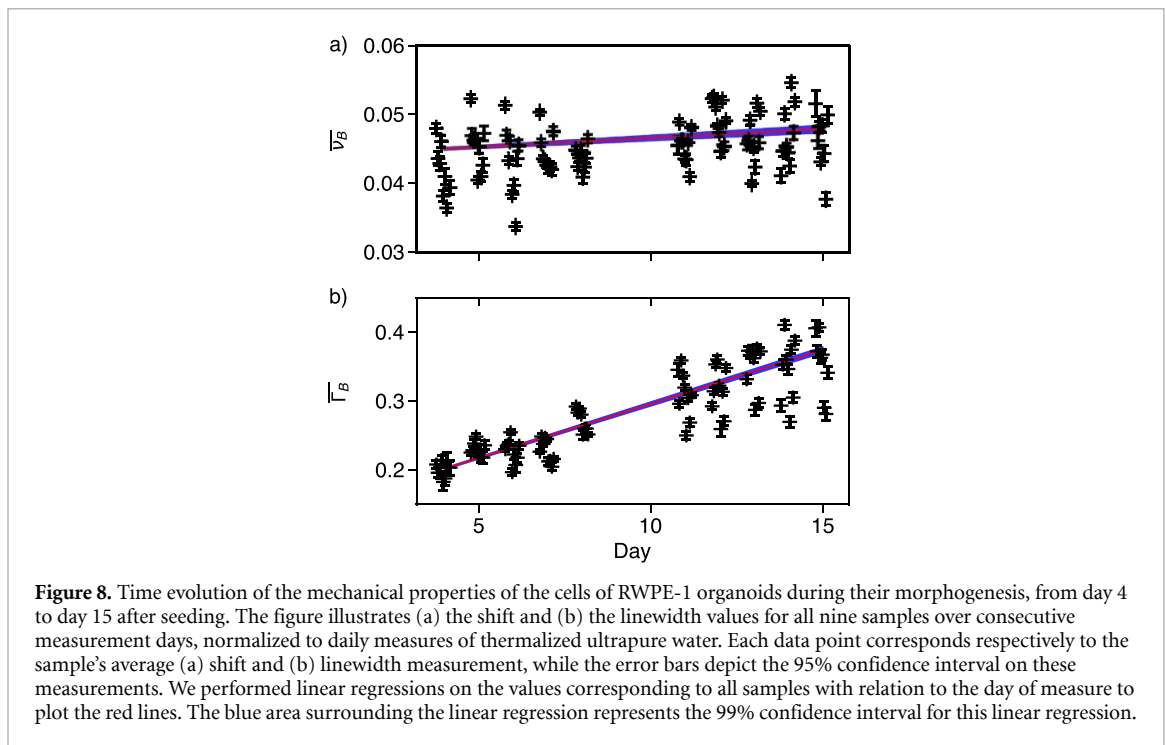 a)
0.06
0.05
0.04
0.03
ν̅_B
b)
0.4
0.3
0.2
Γ̅_B
5
10
15
Day
Figure 8. Time evolution of the mechanical properties of the cells of RWPE-1 organoids during their morphogenesis, from day 4
to day 15 after seeding. The figure illustrates (a) the shift and (b) the linewidth values for all nine samples over consecutive
measurement days, normalized to daily measures of thermalized ultrapure water. Each data point corresponds respectively to the
sample's average (a) shift and (b) linewidth measurement, while the error bars depict the 95% confidence interval on these
measurements. We performed linear regressions on the values corresponding to all samples with relation to the day of measure to
plot the red lines. The blue area surrounding the linear regression represents the 99% confidence interval for this linear regression.